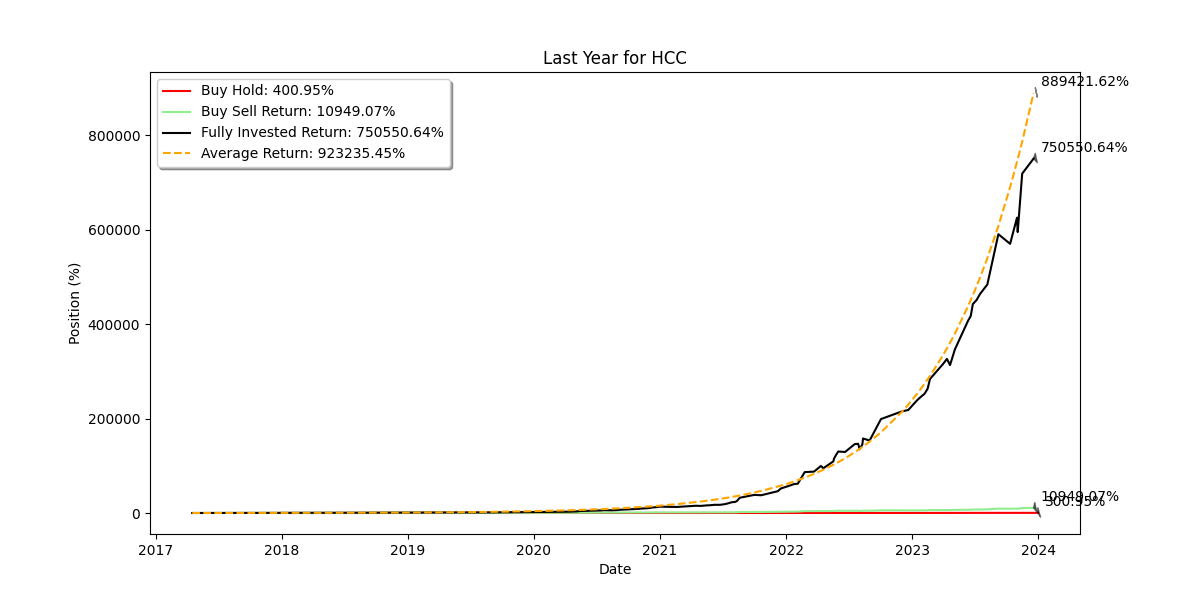 Last Year for HCC
889421.62%
Buy Hold: 400.95%
Buy Sell Return: 10949.07%
Fully Invested Return: 750550.64%
Average Return: 923235.45%
750550.64%
800000
600000
400000
200000
0
Position (%)
10949.07%
300.95%
2017 2018 2019 2020 2021 2022 2023 2024
Date